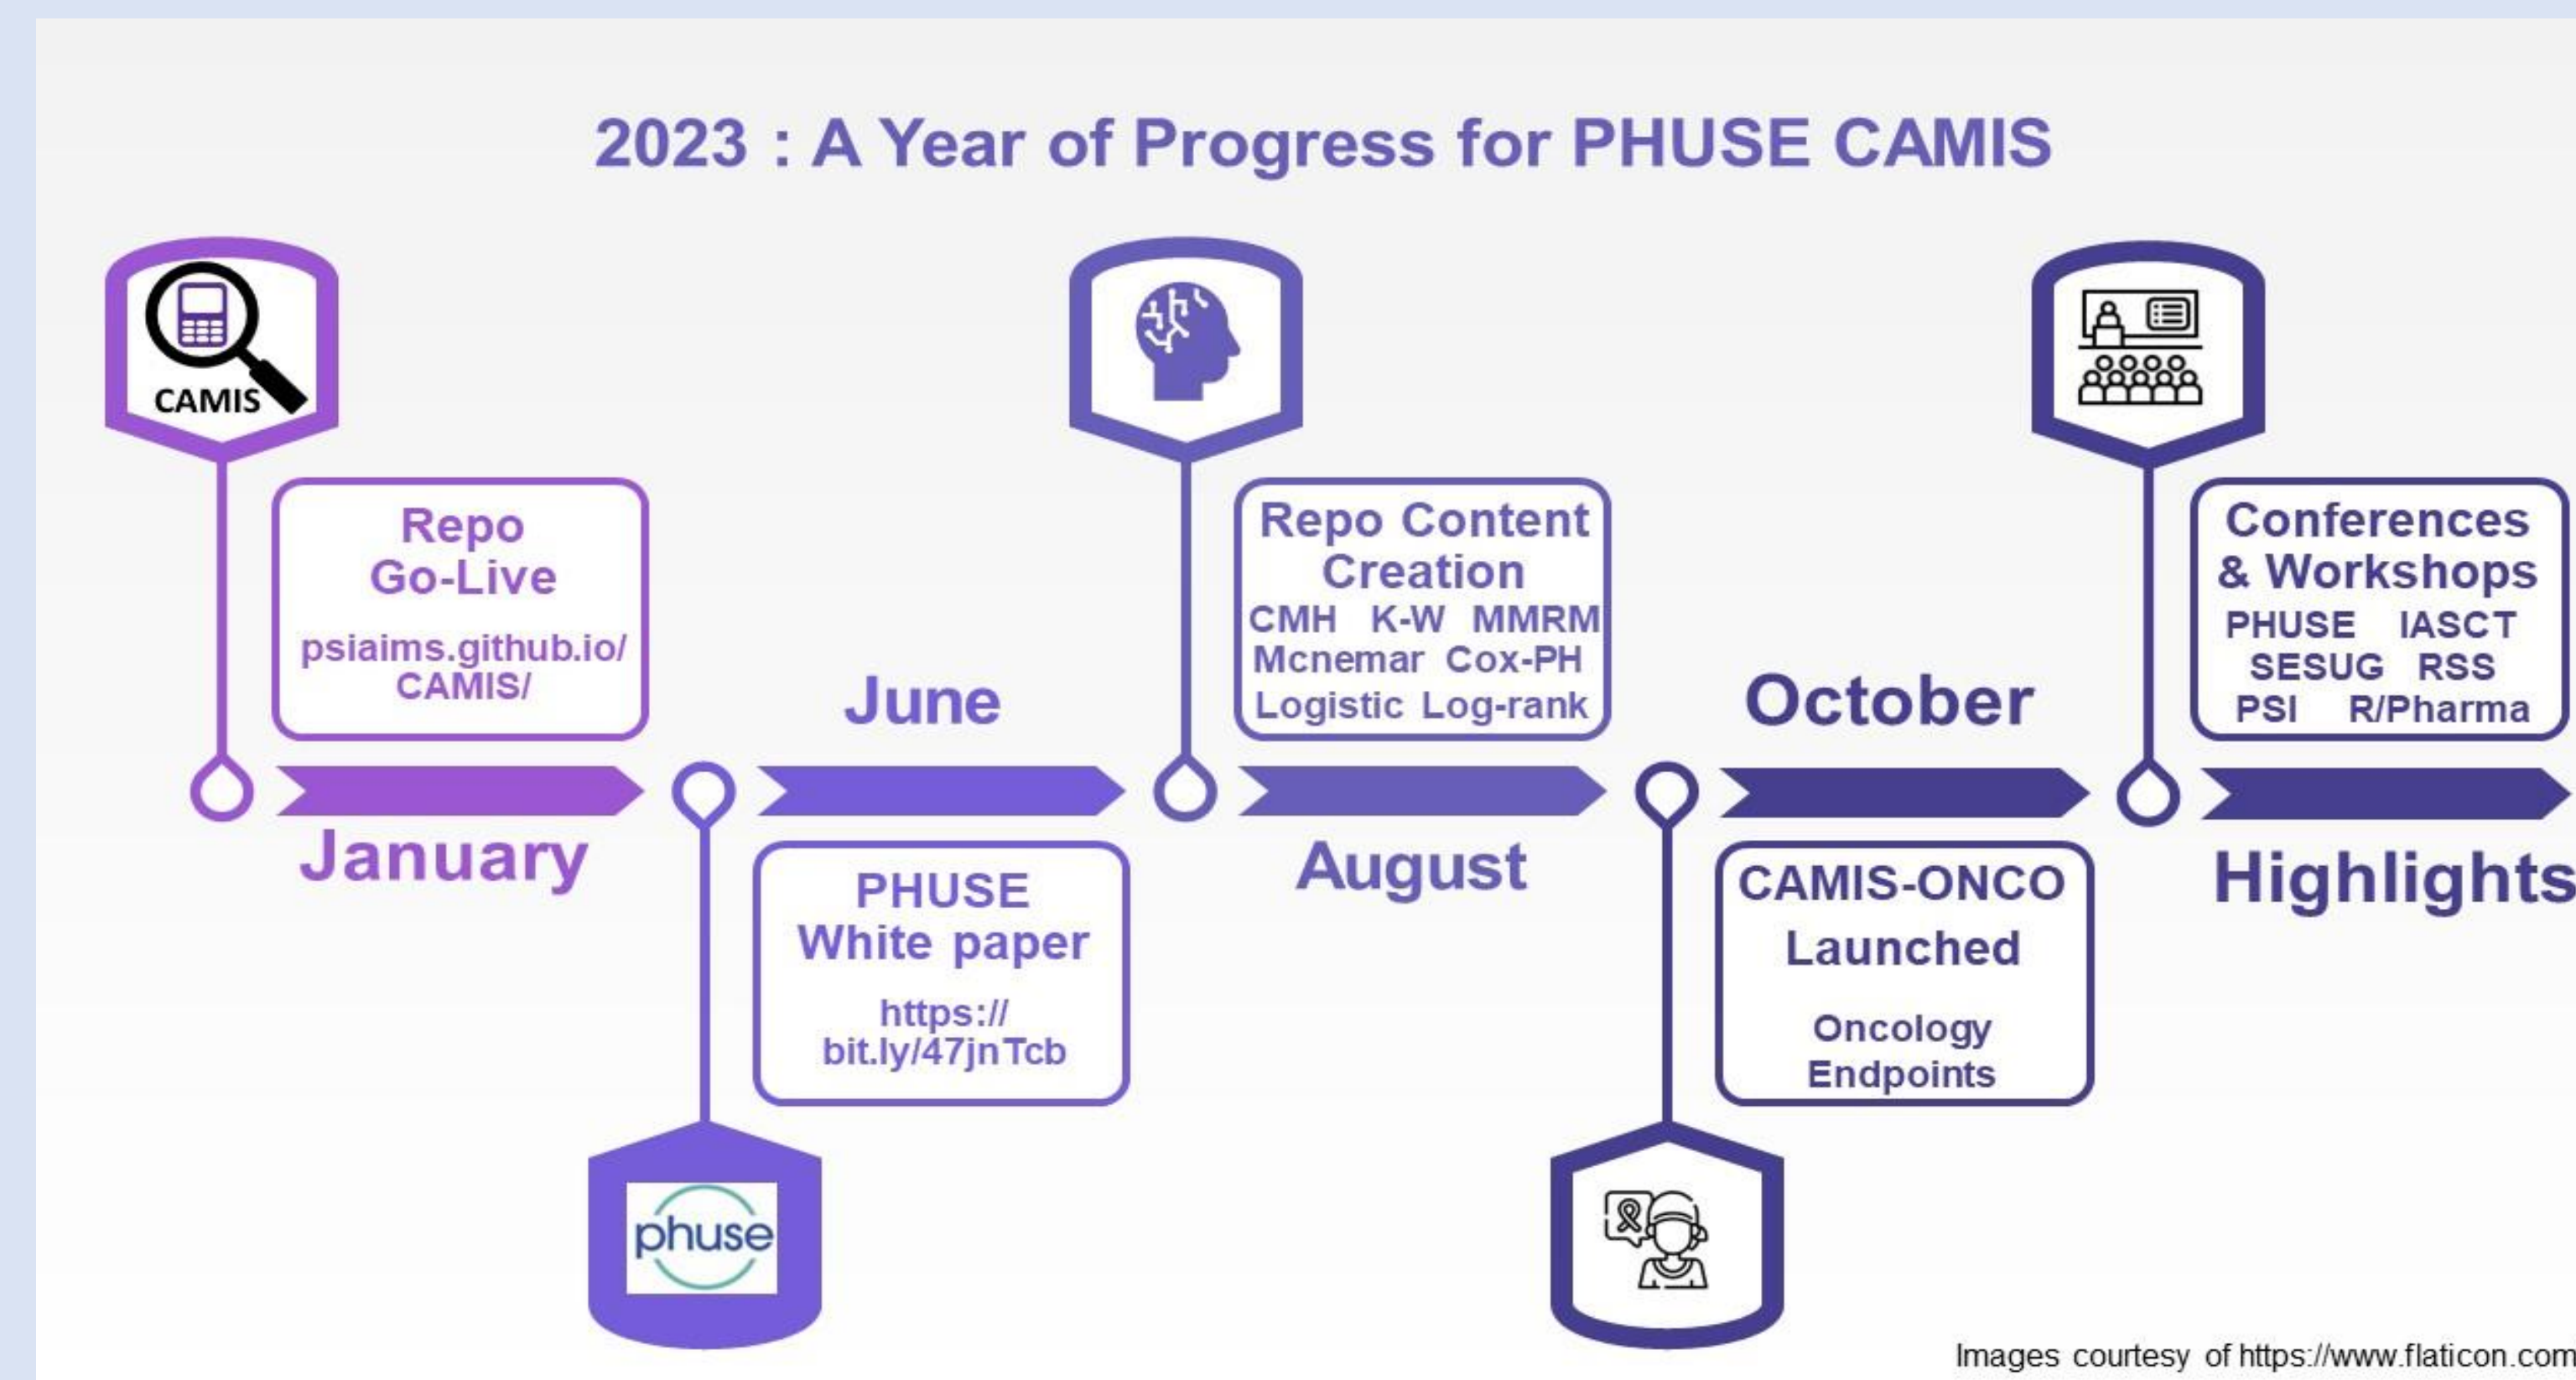 2023 : A Year of Progress for PHUSE CAMIS
CAMIS
Repo
Go-Live
psiaims.github.io/
CAMIS/
January
June
PHUSE
White paper
https://
bit.ly/47jnTcb
phuse
Repo Content
Creation
CMH K-W MMRM
Mcnemar Cox-PH
Logistic Log-rank
August
October
CAMIS-ONCO
Launched
Oncology
Endpoints
Conferences
& Workshops
PHUSE IASCT
SESUG RSS
PSI R/Pharma
Highlights
Images courtesy of https://www.flaticon.com